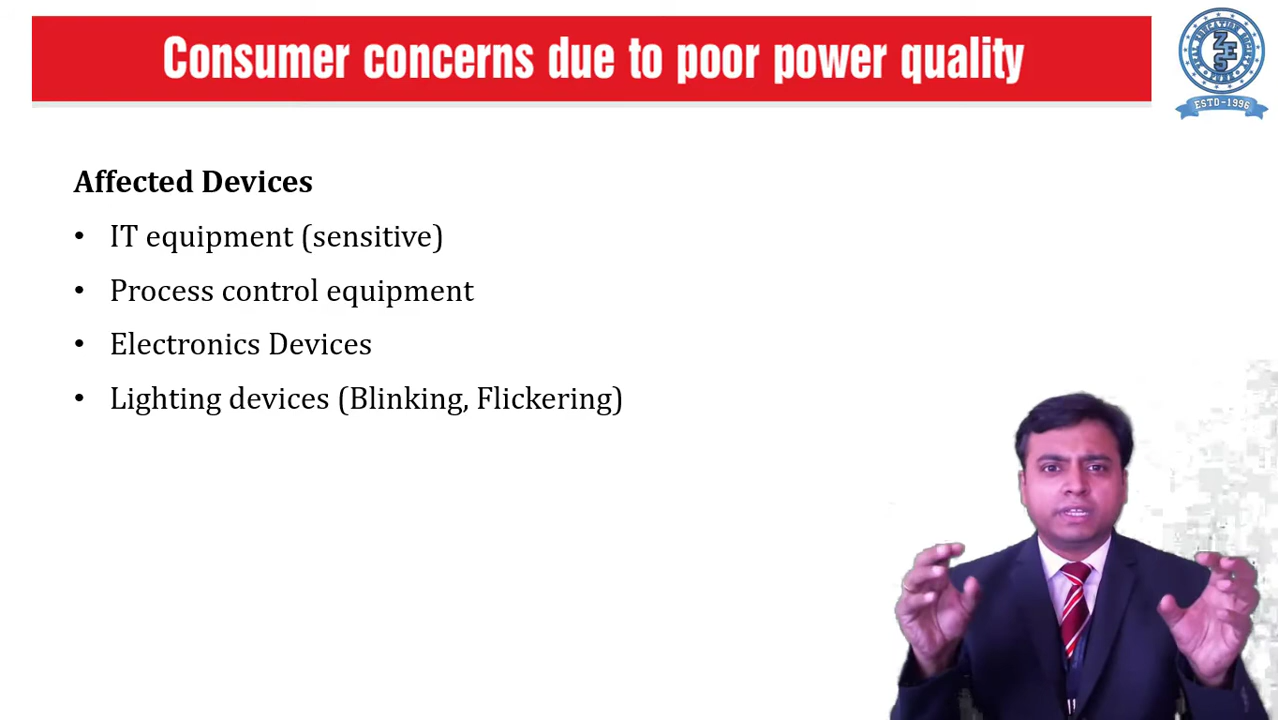 Consumer concerns due to poor power quality
ZES
ESTD-1996
Affected Devices
• IT equipment (sensitive)
• Process control equipment
• Electronics Devices
• Lighting devices (Blinking, Flickering)